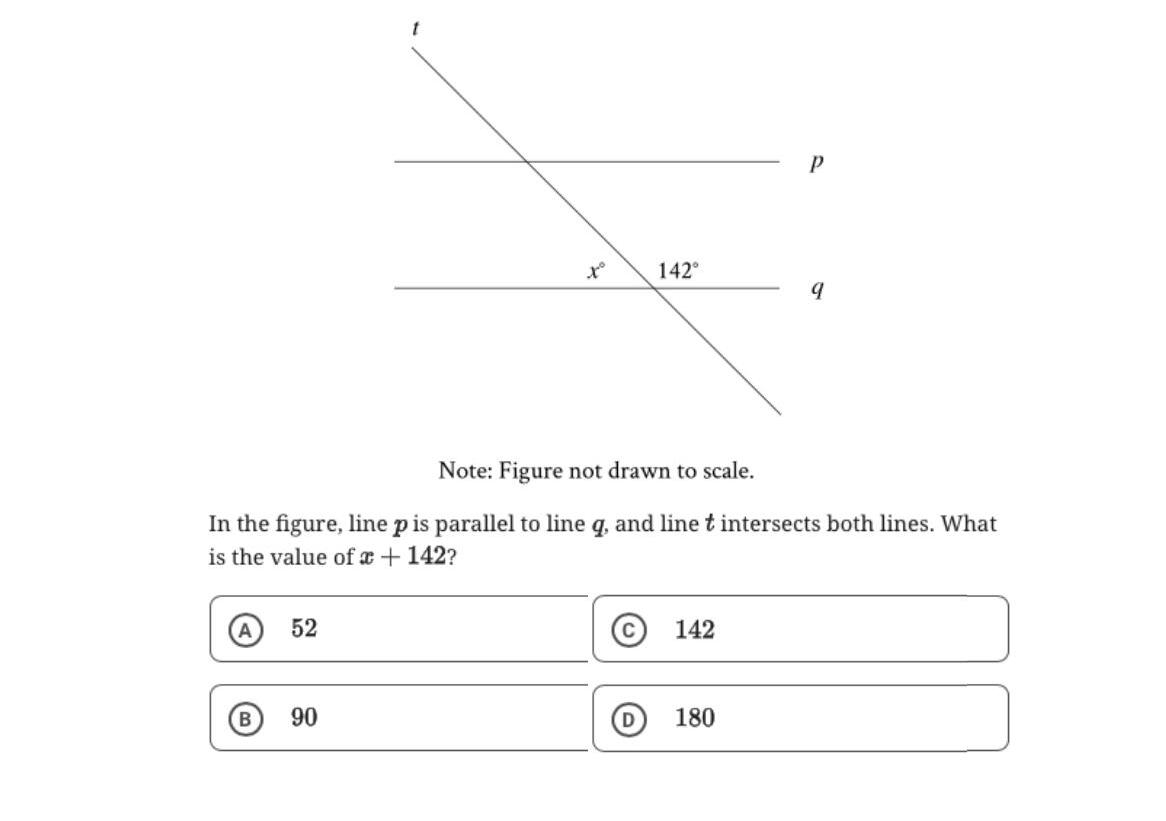 t
p
x° 142°
q
Note: Figure not drawn to scale.
In the figure, line p is parallel to line q, and line t intersects both lines. What
is the value of x + 142?
A 52
C 142
B 90
D 180